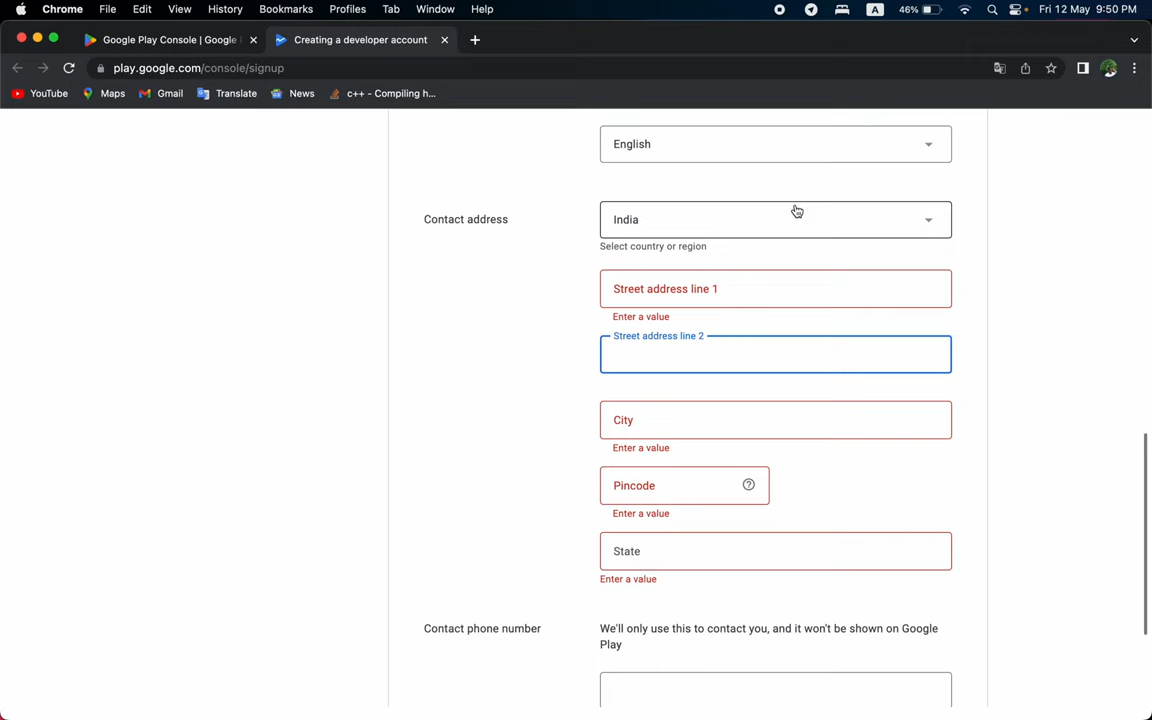 Chrome File Edit View History Bookmarks Profiles Tab Window Help A 46% Fri 12 May 9:50 PM
Google Play Console | Google Creating a developer account
play.google.com/console/signup
YouTube Maps Gmail Translate News c++ - Compiling h...
English
Contact address India
Select country or region
Street address line 1
Enter a value
Street address line 2
City
Enter a value
Pincode
Enter a value
State
Enter a value
Contact phone number We'll only use this to contact you, and it won't be shown on Google
Play